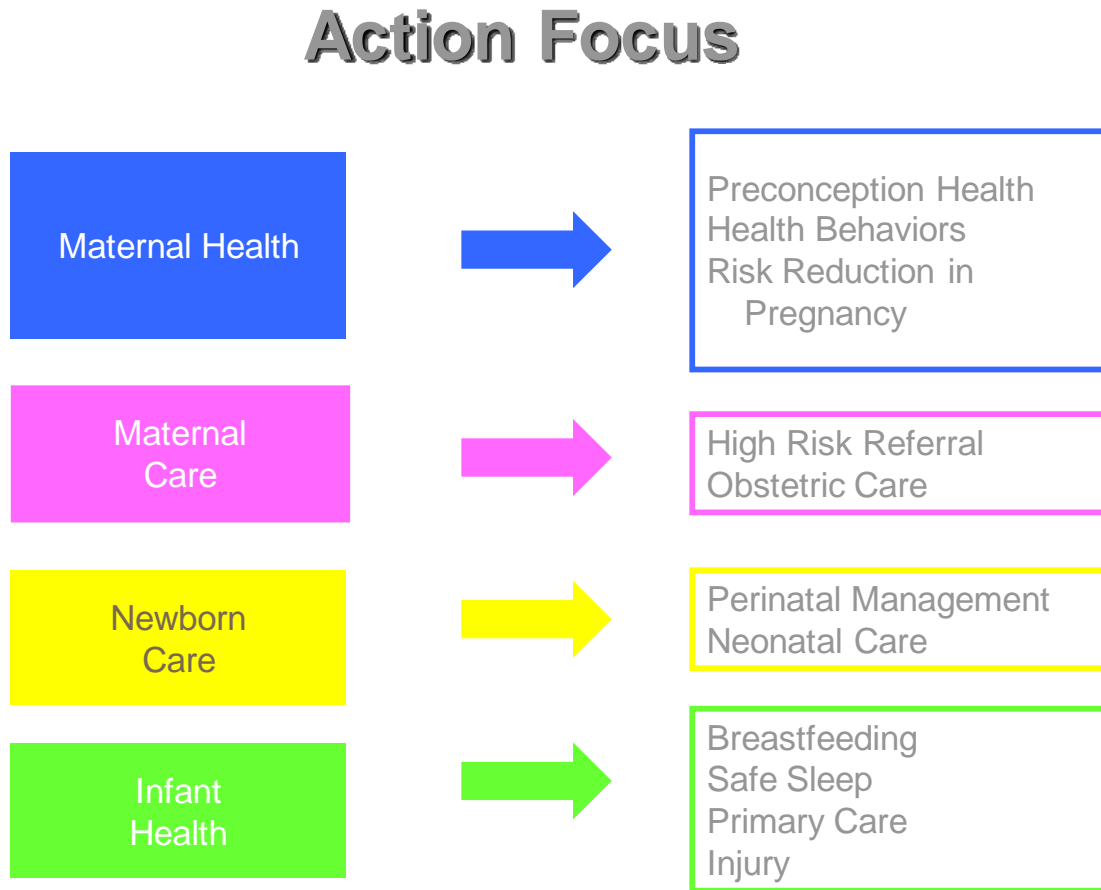 Action Focus
Maternal Health
Preconception Health
Health Behaviors
Risk Reduction in
Pregnancy
Maternal
Care
High Risk Referral
Obstetric Care
Newborn
Care
Perinatal Management
Neonatal Care
Infant
Health
Breastfeeding
Safe Sleep
Primary Care
Injury